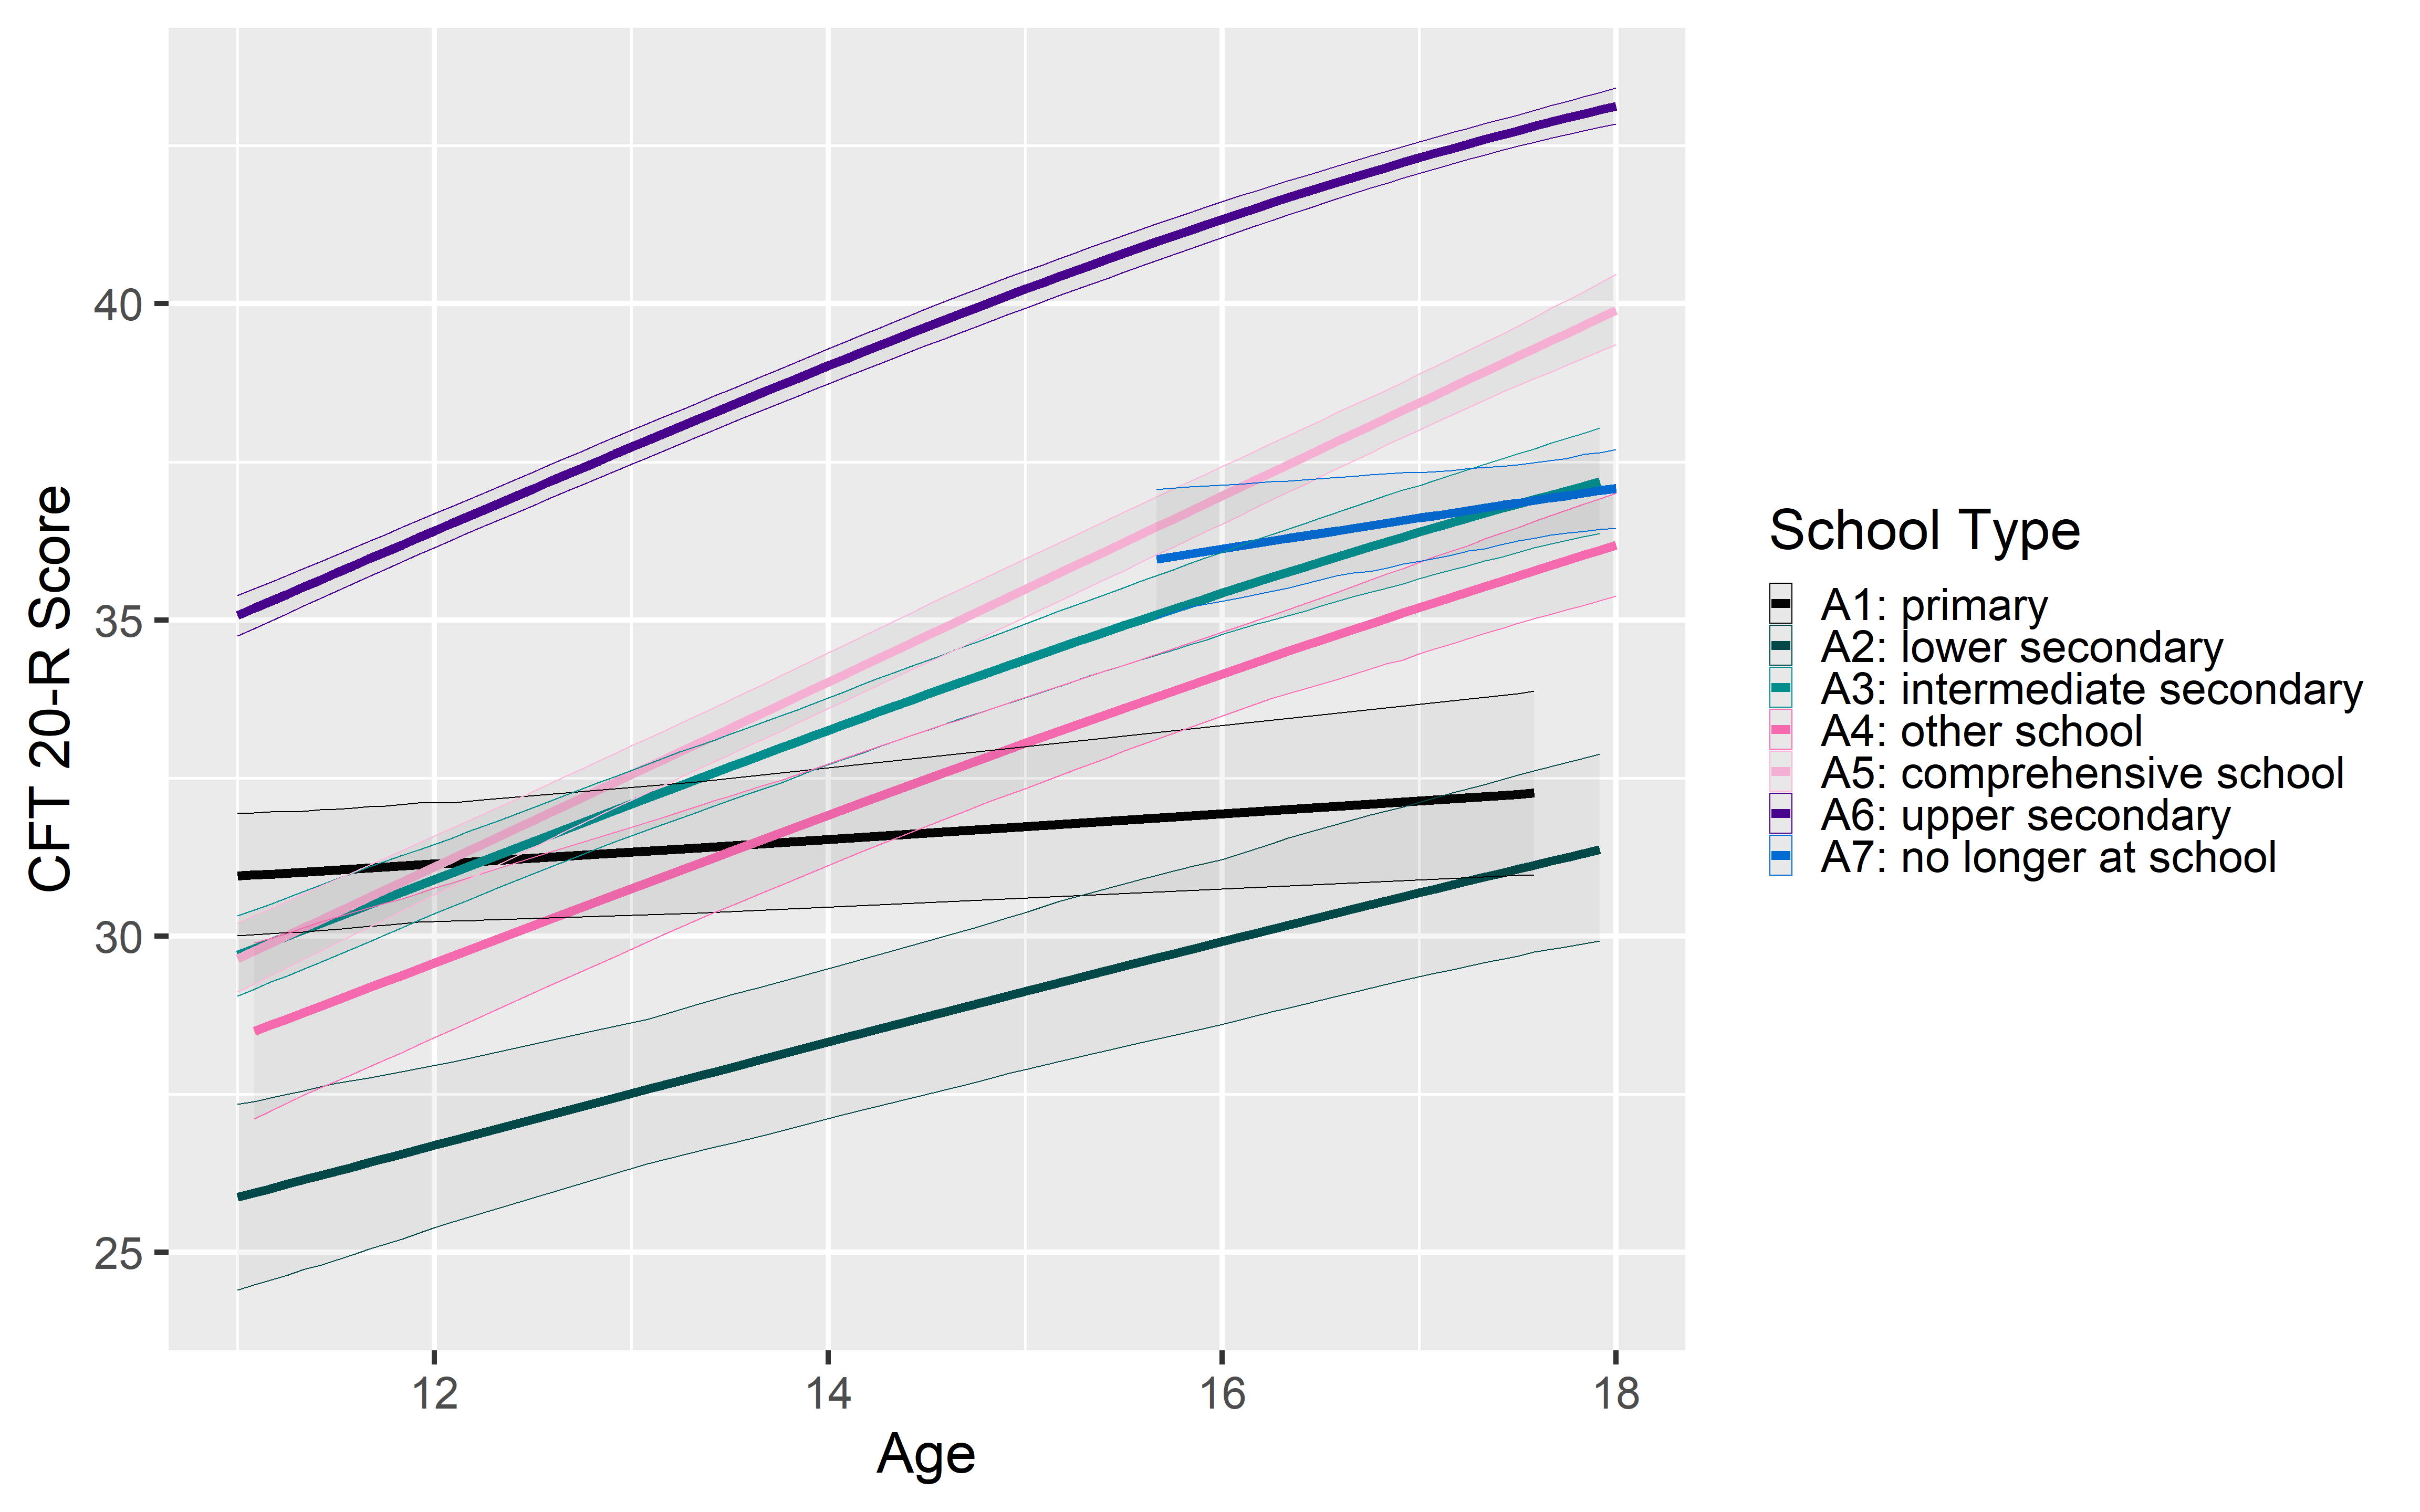 CFT 20-R Score
40
35
30
25
12
14
16
18
Age
School Type
A1: primary
A2: lower secondary
A3: intermediate secondary
A4: other school
A5: comprehensive school
A6: upper secondary
A7: no longer at school